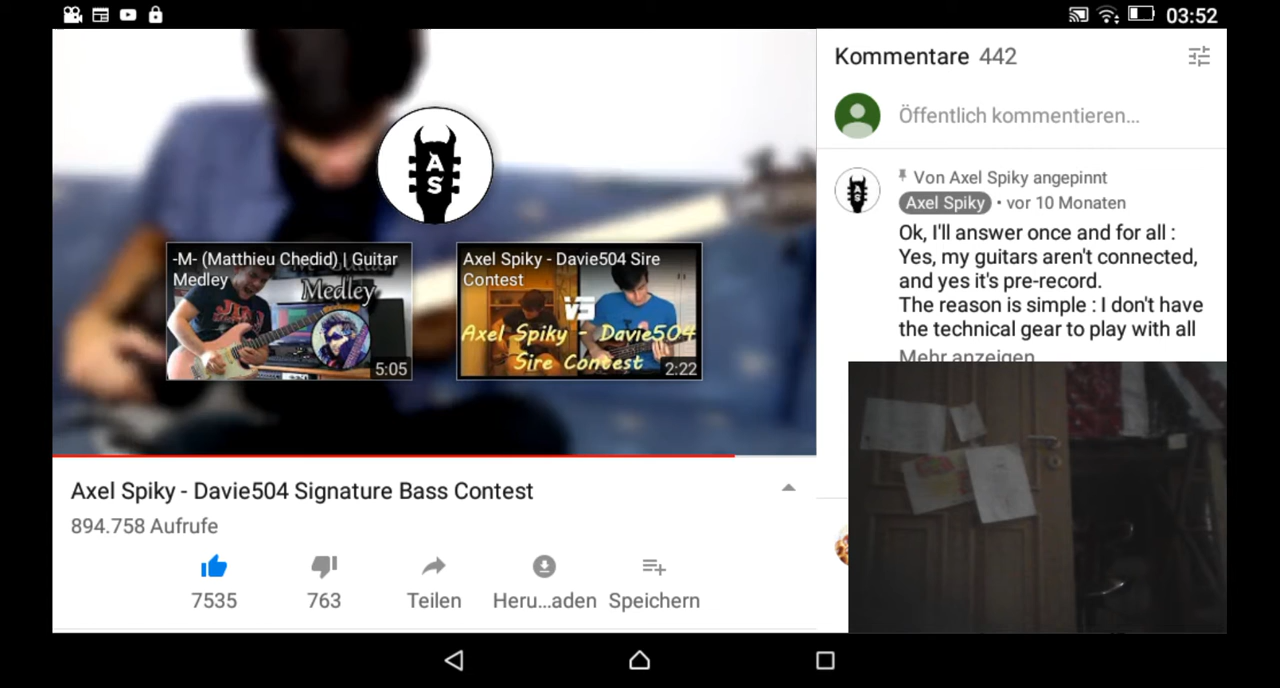 03:52
A
S
-M- (Matthieu Chedid) | Guitar
Medley
Medley
5:05
Axel Spiky - Davie504 Sire
Contest
VS
Axel Spiky - Davie504
Sire Contest
2:22
Axel Spiky - Davie504 Signature Bass Contest
894.758 Aufrufe
7535
763
Teilen
Heru...aden
Speichern
Kommentare 442
Öffentlich kommentieren...
Von Axel Spiky angepinnt
Axel Spiky • vor 10 Monaten
Ok, I'll answer once and for all :
Yes, my guitars aren't connected,
and yes it's pre-record.
The reason is simple : I don't have
the technical gear to play with all
Mehr anzeigen